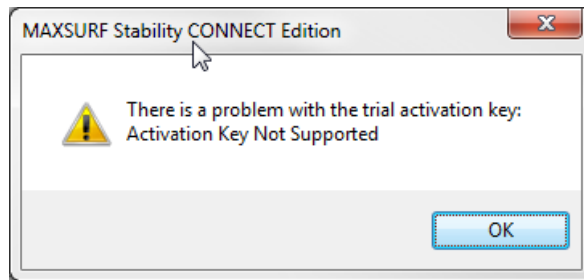 MAXSURF Stability CONNECT Edition
There is a problem with the trial activation key:
Activation Key Not Supported
OK